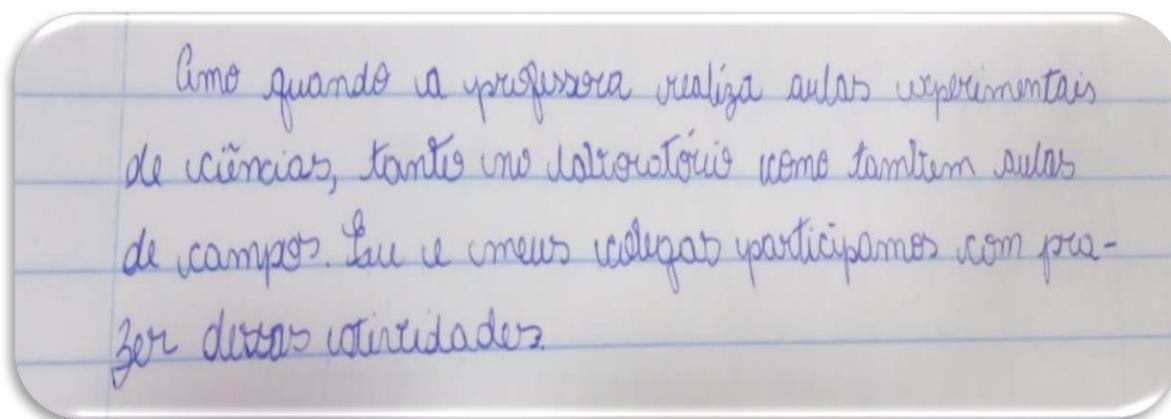 Amo quando a professora realiza aulas experimentais
de ciências, tanto no laboratório como tambem aulas
de campos. Eu e meus colegas participamos com pra-
zer dessas atividades.